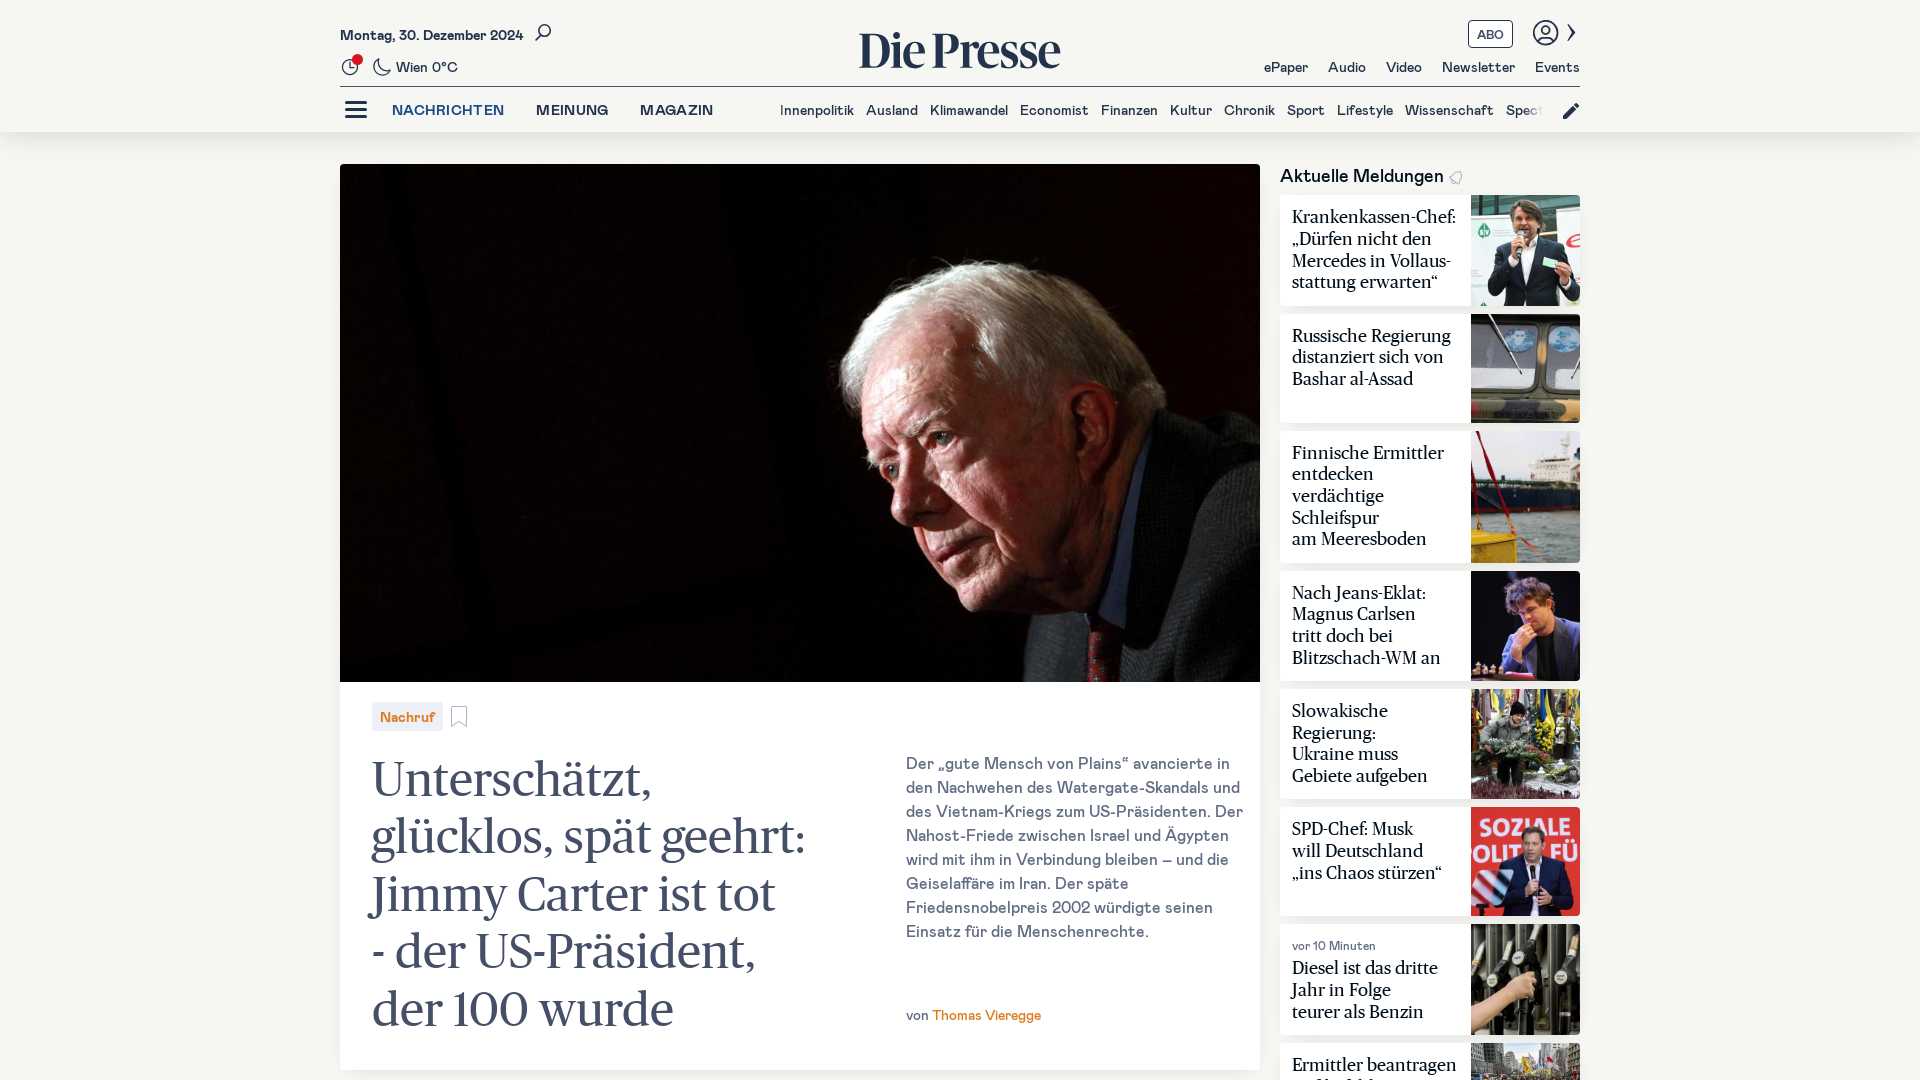 Montag, 30. Dezember 2024
Die Presse
ABO
Wien 0°C
ePaper Audio Video Newsletter Events
NACHRICHTEN MEINUNG MAGAZIN
Innenpolitik Ausland Klimawandel Economist Finanzen Kultur Chronik Sport Lifestyle Wissenschaft Spect
Nachruf
Unterschätzt,
glücklos, spät geehrt:
Jimmy Carter ist tot
- der US-Präsident,
der 100 wurde
Der „gute Mensch von Plains“ avancierte in
den Nachwehen des Watergate-Skandals und
des Vietnam-Kriegs zum US-Präsidenten. Der
Nahost-Friede zwischen Israel und Ägypten
wird mit ihm in Verbindung bleiben – und die
Geiselaffäre im Iran. Der späte
Friedensnobelpreis 2002 würdigte seinen
Einsatz für die Menschenrechte.
von Thomas Vieregge
Aktuelle Meldungen
Krankenkassen-Chef:
„Dürfen nicht den
Mercedes in Vollaus-
stattung erwarten“
Russische Regierung
distanziert sich von
Bashar al-Assad
Finnische Ermittler
entdecken
verdächtige
Schleifspur
am Meeresboden
Nach Jeans-Eklat:
Magnus Carlsen
tritt doch bei
Blitzschach-WM an
Slowakische
Regierung:
Ukraine muss
Gebiete aufgeben
SPD-Chef: Musk
will Deutschland
„ins Chaos stürzen“
SOZIALE
POLITIK FÜ
vor 10 Minuten
Diesel ist das dritte
Jahr in Folge
teurer als Benzin
Ermittler beantragen